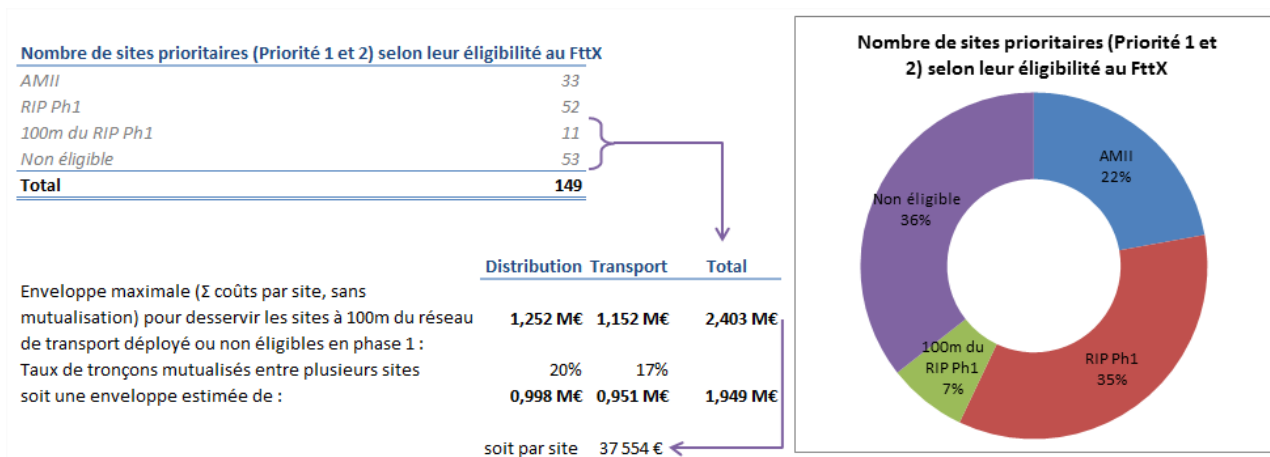 Nombre de sites prioritaires (Priorité 1 et 2) selon leur éligibilité au FttX
AMII 33
RIP Ph1 52
100m du RIP Ph1 11
Non éligible 53
Total 149
Distribution Transport Total
Enveloppe maximale (Σ coûts par site, sans
mutualisation) pour desservir les sites à 100m du réseau 1,252 M€ 1,152 M€ 2,403 M€
de transport déployé ou non éligibles en phase 1 :
Taux de tronçons mutualisés entre plusieurs sites 20% 17%
soit une enveloppe estimée de : 0,998 M€ 0,951 M€ 1,949 M€
soit par site 37 554 €
Nombre de sites prioritaires (Priorité 1 et
2) selon leur éligibilité au FttX
AMII
22%
Non éligible
36%
100m du
RIP Ph1
7%
RIP Ph1
35%